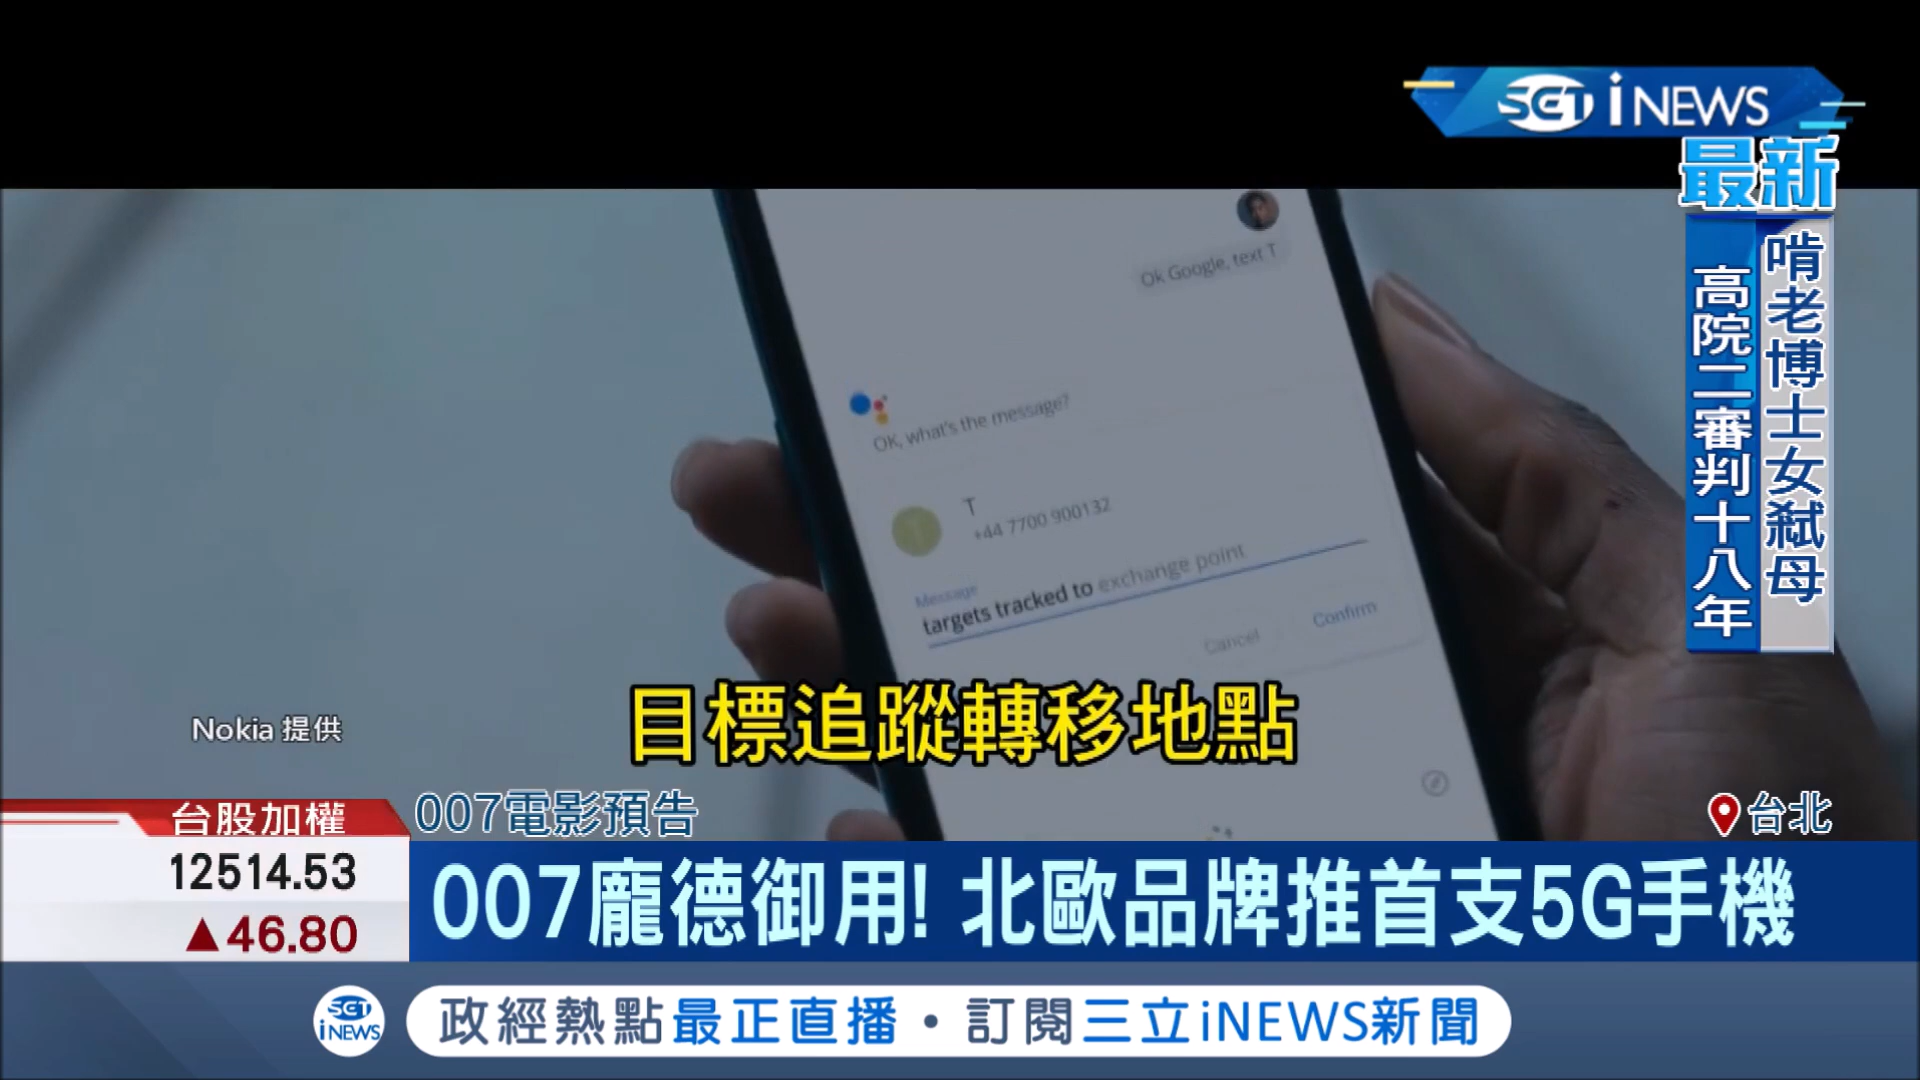 SET iNEWS
最新
啃老博士女弒母
高院二審判十八年
Ok Google, text T
OK, what's the message?
T
+44 7700 900132
Message
targets tracked to exchange point
Cancel
Confirm
目標追蹤轉移地點
Nokia 提供
台股加權
12514.53
▲46.80
007電影預告
台北
007龐德御用! 北歐品牌推首支5G手機
SET iNEWS
政經熱點最正直播・訂閱三立iNEWS新聞